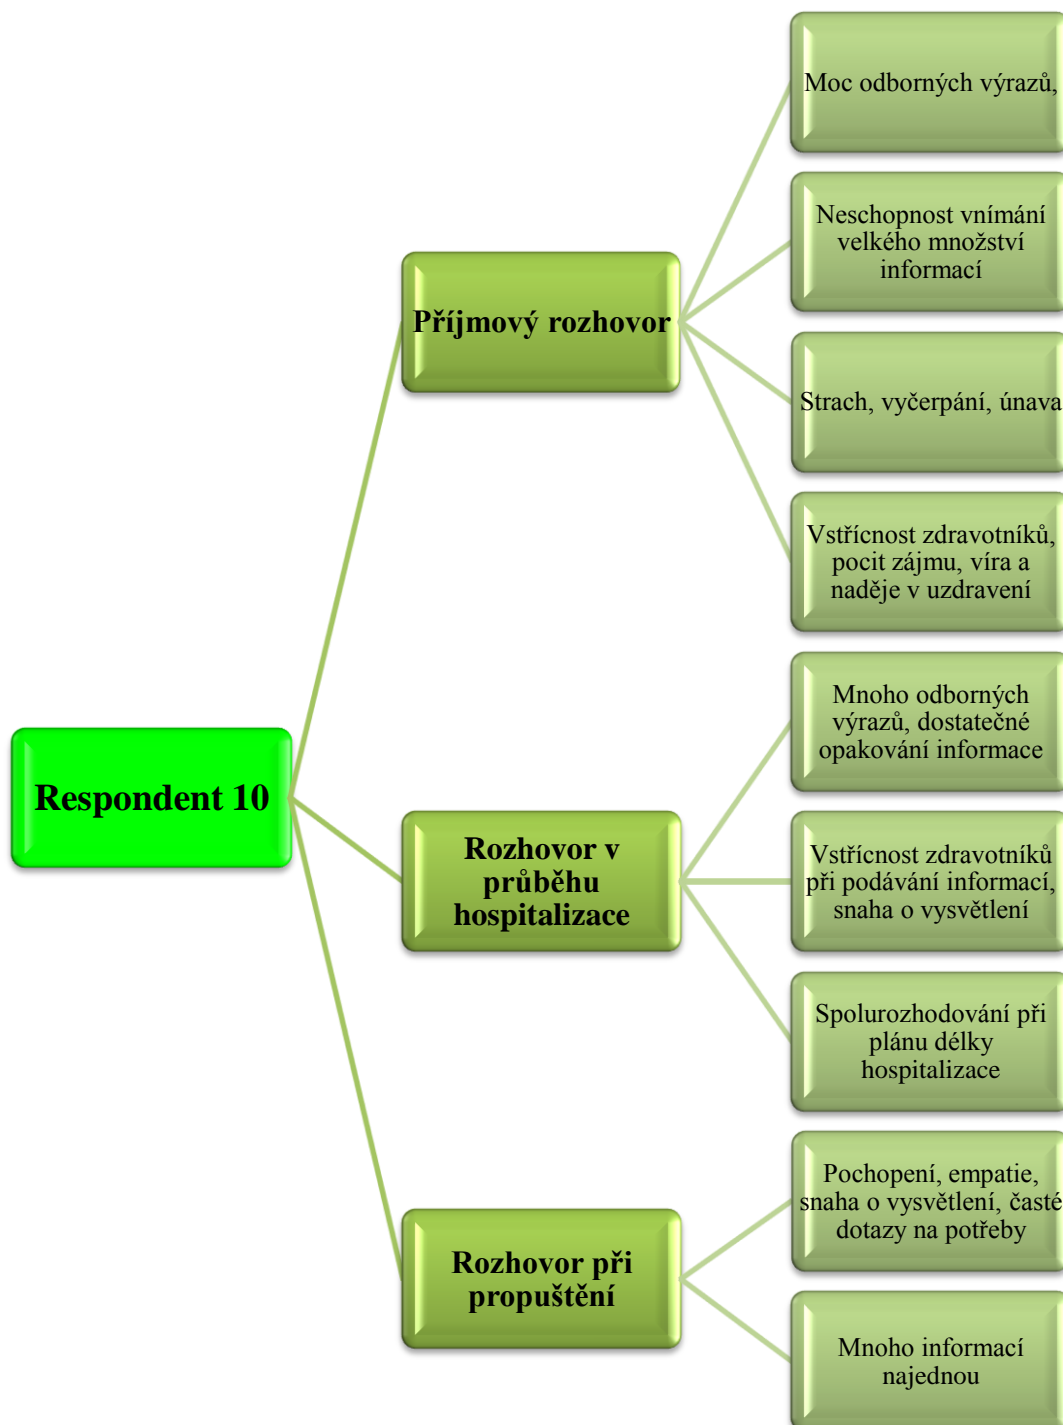 Respondent 10
Příjmový rozhovor
Moc odborných výrazů,
Neschopnost vnímání
velkého množství
informací
Strach, vyčerpání, únava
Vstřícnost zdravotníků,
pocit zájmu, víra a
naděje v uzdravení
Rozhovor v
průběhu
hospitalizace
Mnoho odborných
výrazů, dostatečné
opakování informace
Vstřícnost zdravotníků
při podávání informací,
snaha o vysvětlení
Spolurozhodování při
plánu délky
hospitalizace
Rozhovor při
propuštění
Pochopení, empatie,
snaha o vysvětlení, časté
dotazy na potřeby
Mnoho informací
najednou